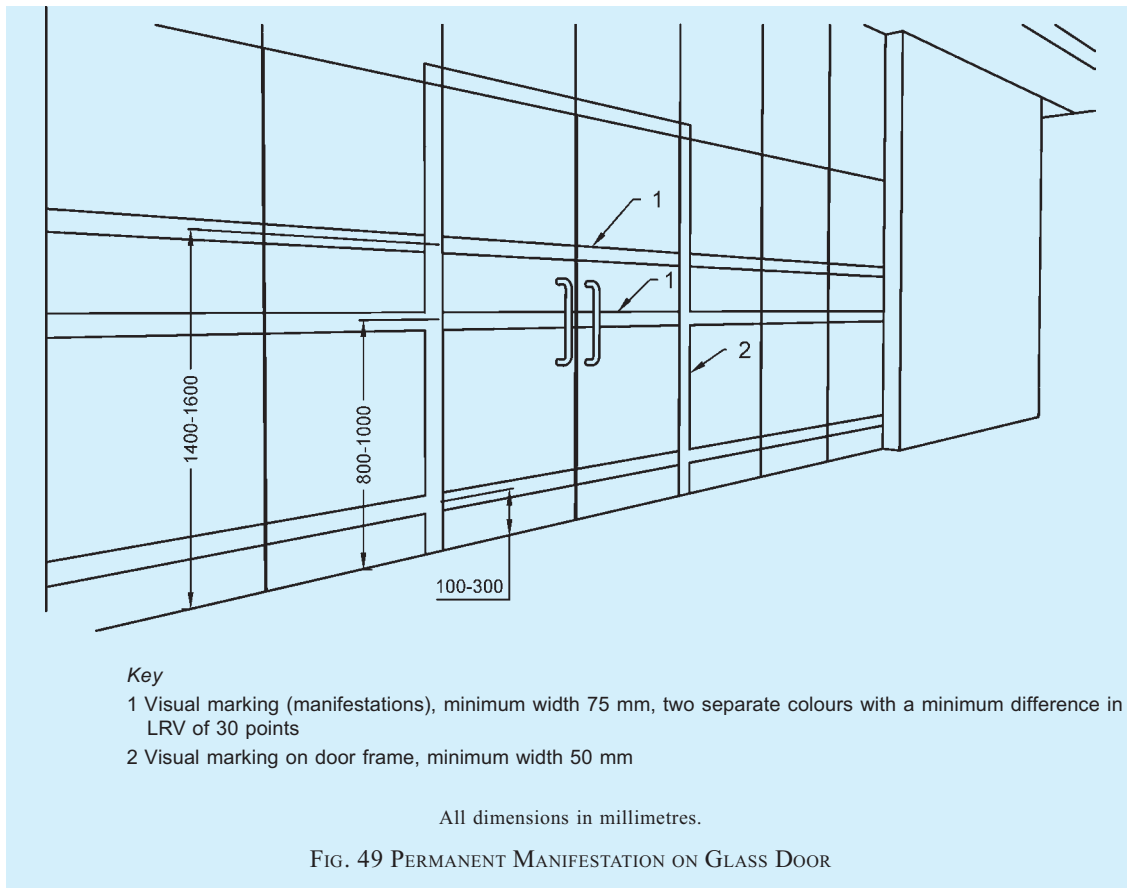 1
1
2
1400-1600
800-1000
100-300
Key
1 Visual marking (manifestations), minimum width 75 mm, two separate colours with a minimum difference in
LRV of 30 points
2 Visual marking on door frame, minimum width 50 mm
All dimensions in millimetres.
FIG. 49 PERMANENT MANIFESTATION ON GLASS DOOR